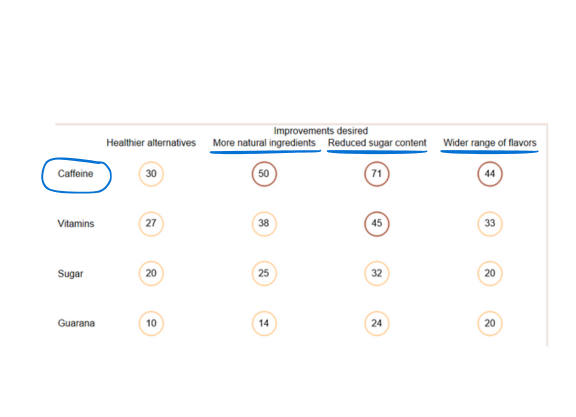 Improvements desired
Healthier alternatives More natural ingredients Reduced sugar content Wider range of flavors
Caffeine 30 50 71 44
Vitamins 27 38 45 33
Sugar 20 25 32 20
Guarana 10 14 24 20